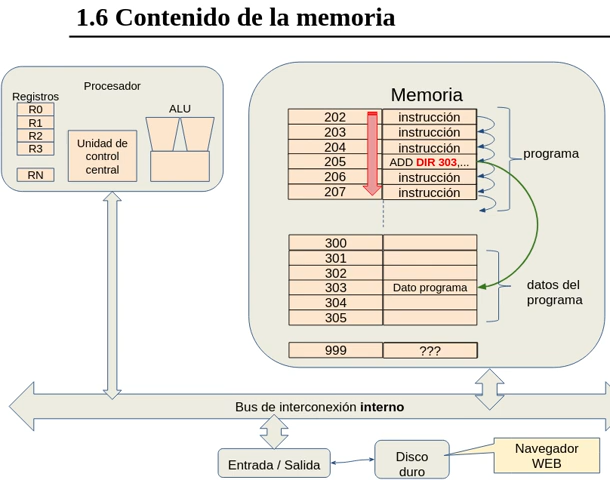 1.6 Contenido de la memoria
Procesador
Registros
R0
R1
R2
R3
RN
Unidad de
control
central
ALU
Memoria
202 instrucción
203 instrucción
204 instrucción
205 ADD DIR 303,...
206 instrucción
207 instrucción
programa
300
301
302
303 Dato programa
304
305
datos del
programa
999 ???
Bus de interconexión interno
Entrada / Salida
Disco
duro
Navegador
WEB